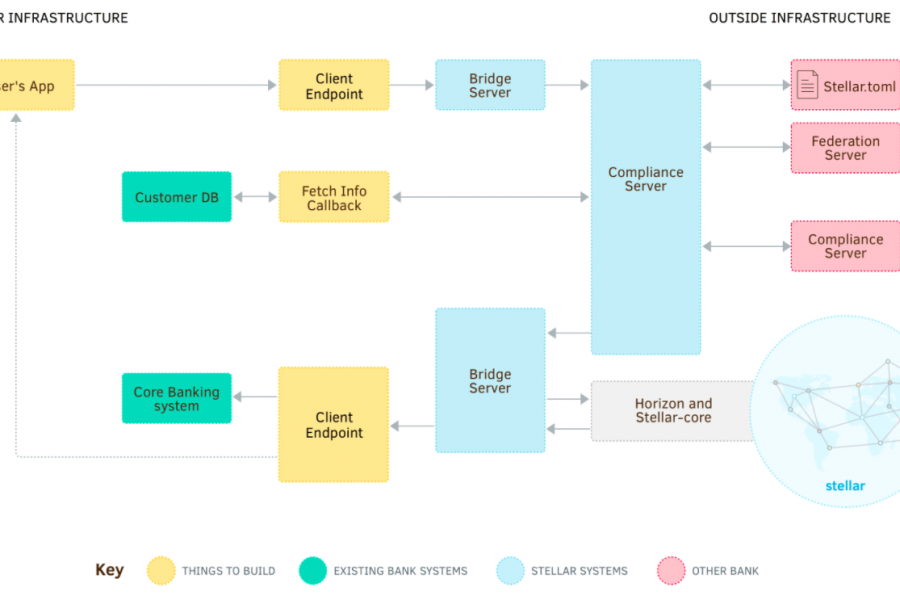 R INFRASTRUCTURE
OUTSIDE INFRASTRUCTURE
er's App
Client
Endpoint
Bridge
Server
Stellar.toml
Federation
Server
Compliance
Server
Customer DB
Fetch Info
Callback
Compliance
Server
Bridge
Server
Core Banking
system
Client
Endpoint
Horizon and
Stellar-core
stellar
Key
THINGS TO BUILD
EXISTING BANK SYSTEMS
STELLAR SYSTEMS
OTHER BANK